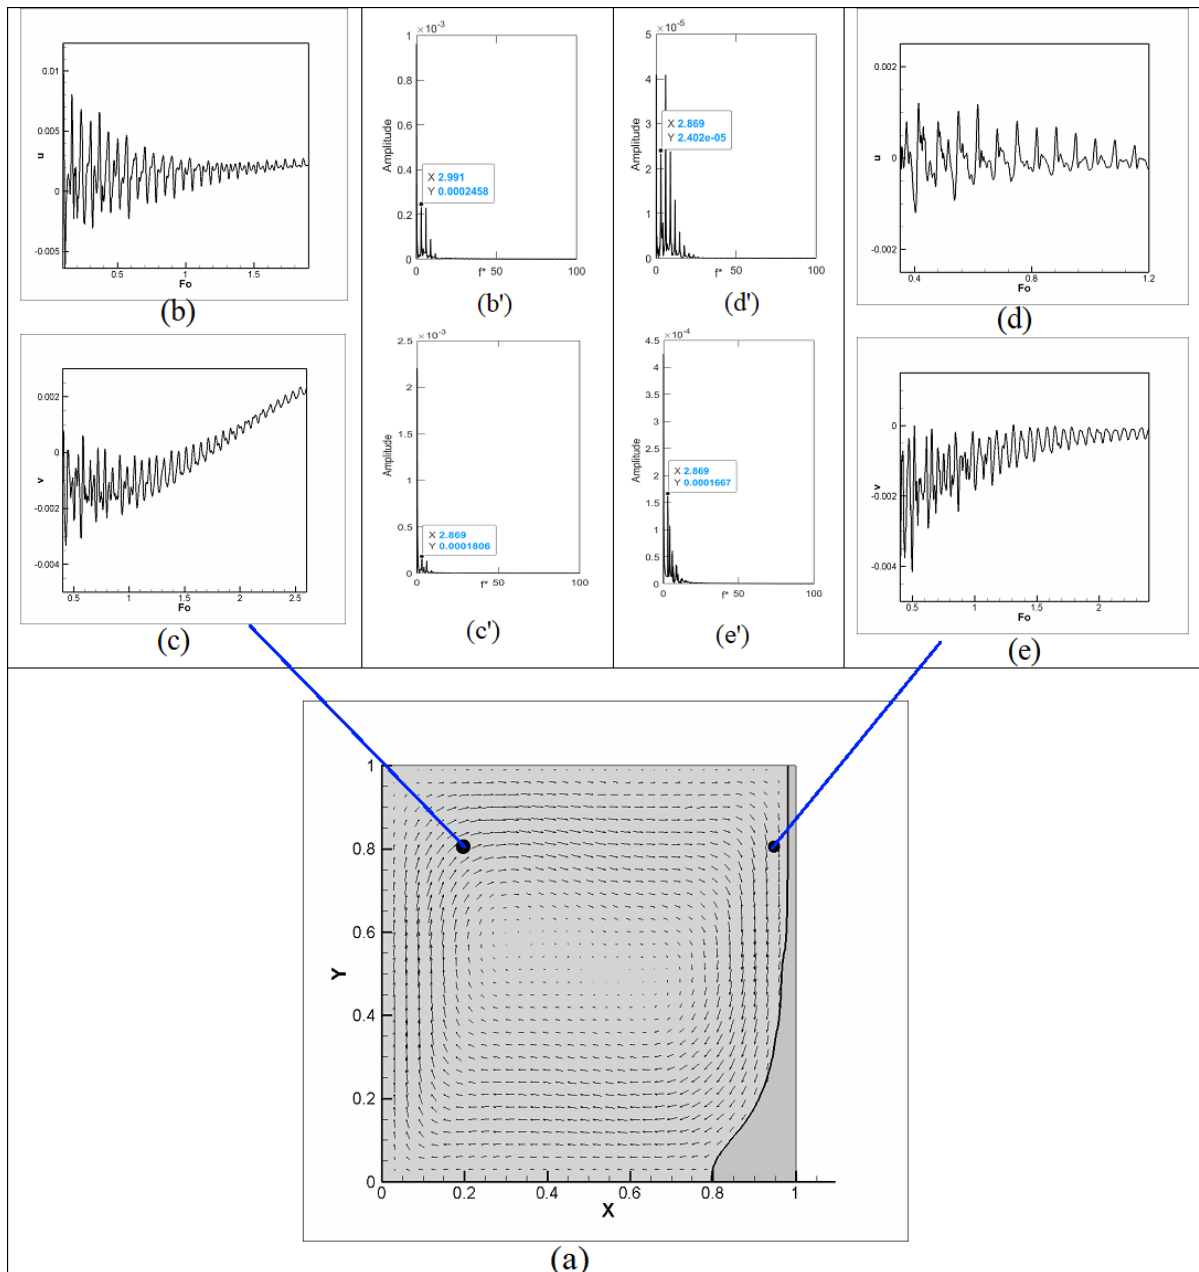 0.01
0.005
0
-0.005
u
0.5
1
1.5
Fo
(b)
×10⁻³
1
0.8
0.6
0.4
0.2
0
Amplitude
X 2.991
Y 0.0002458
0
50
100
f*
(b')
×10⁻⁵
5
4
3
2
1
0
Amplitude
X 2.869
Y 2.402e-05
0
50
100
f*
(d')
0.002
0
-0.002
u
0.4
0.8
1.2
Fo
(d)
0.002
0
-0.002
-0.004
v
0.5
1
1.5
2
2.5
Fo
(c)
×10⁻³
2.5
2
1.5
1
0.5
0
Amplitude
X 2.869
Y 0.0001806
0
50
100
f*
(c')
×10⁻⁴
4.5
4
3.5
3
2.5
2
1.5
1
0.5
0
Amplitude
X 2.869
Y 0.0001667
0
50
100
f*
(e')
0
-0.002
-0.004
v
0.5
1
1.5
2
Fo
(e)
1
0.8
0.6
0.4
0.2
0
Y
0
0.2
0.4
0.6
0.8
1
X
(a)